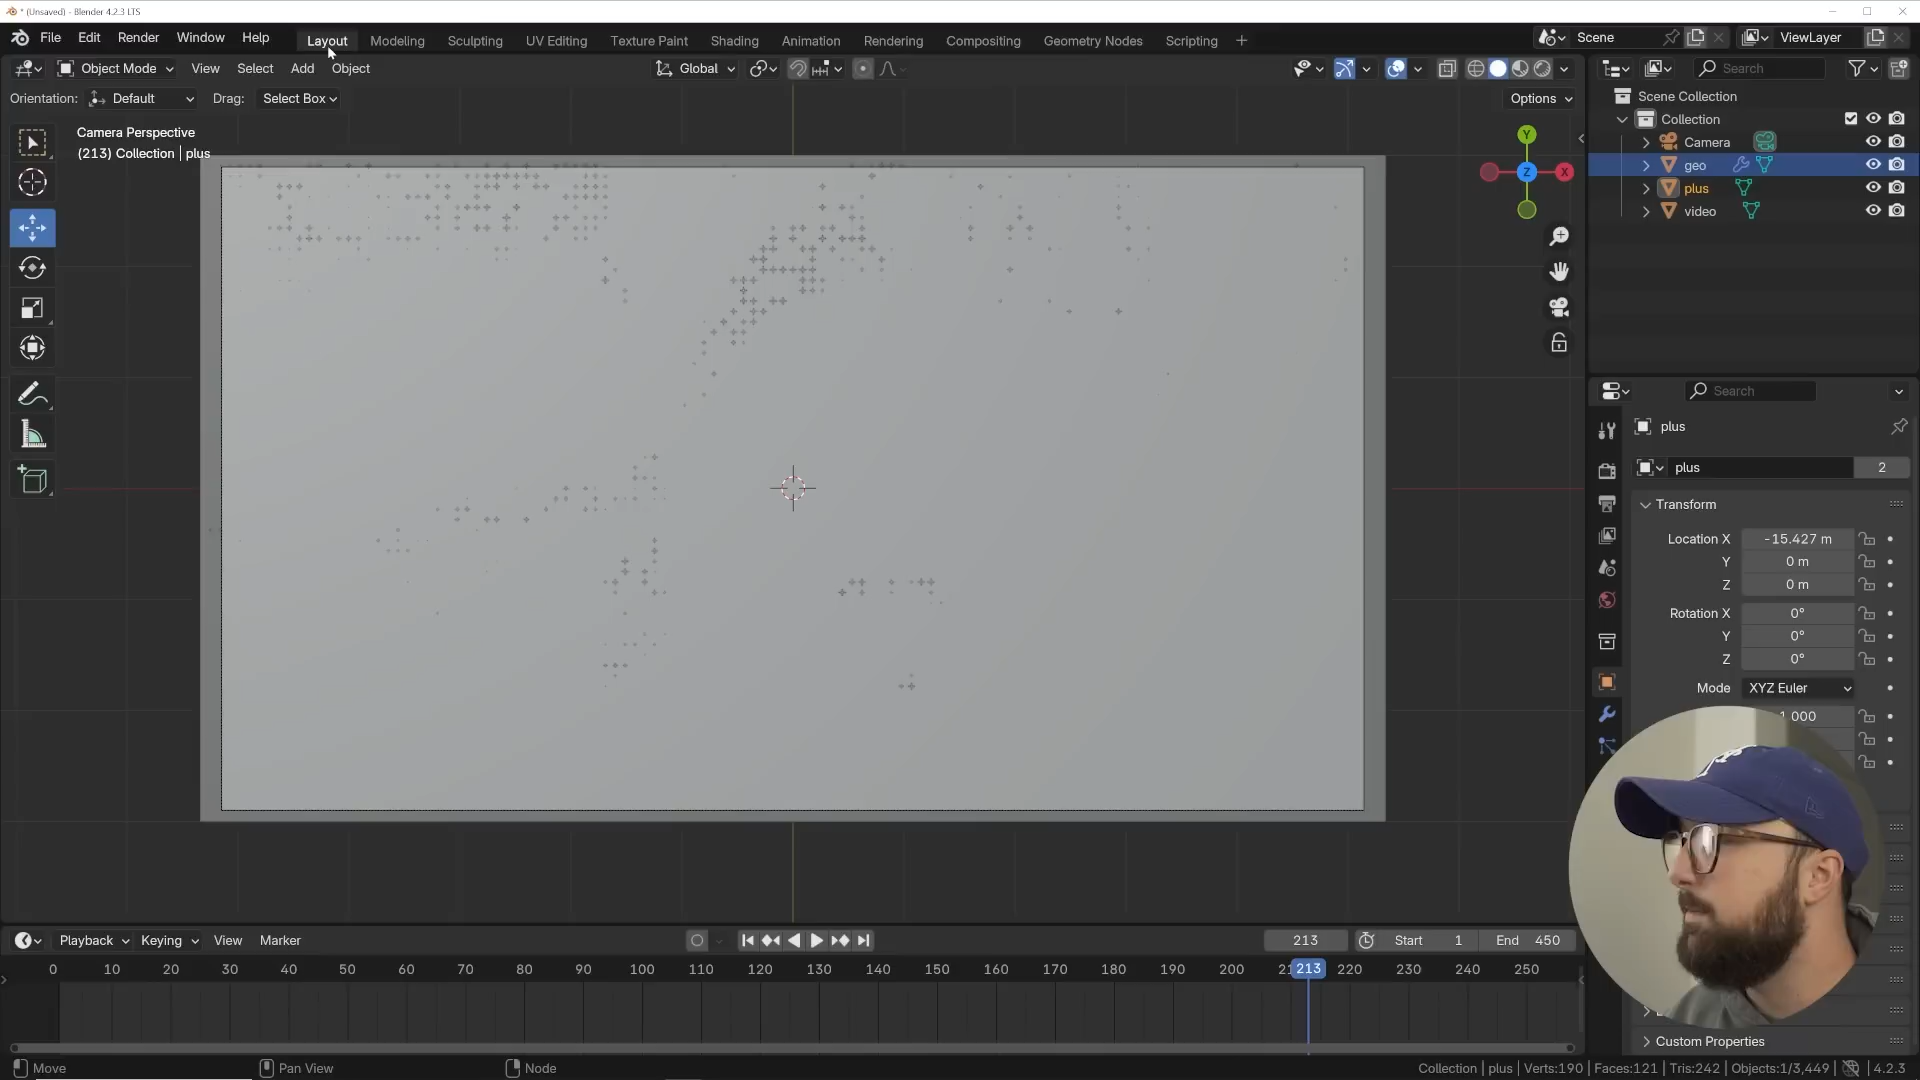 * (Unsaved) - Blender 4.2.3 LTS
File Edit Render Window Help Layout Modeling Sculpting UV Editing Texture Paint Shading Animation Rendering Compositing Geometry Nodes Scripting + Scene ViewLayer
Object Mode View Select Add Object Global Search
Orientation: Default Drag: Select Box Options
Scene Collection
Collection
Camera
geo
plus
video
Camera Perspective
(213) Collection | plus
Y
Z X
Search
plus
plus 2
Transform
Location X -15.427 m
Y 0 m
Z 0 m
Rotation X 0°
Y 0°
Z 0°
Mode XYZ Euler
1.000
Playback Keying View Marker 213 Start 1 End 450
0 10 20 30 40 50 60 70 80 90 100 110 120 130 140 150 160 170 180 190 200 213 220 230 240 250
Custom Properties
Move Pan View Node Collection | plus | Verts:190 | Faces:121 | Tris:242 | Objects:1/3,449 4.2.3